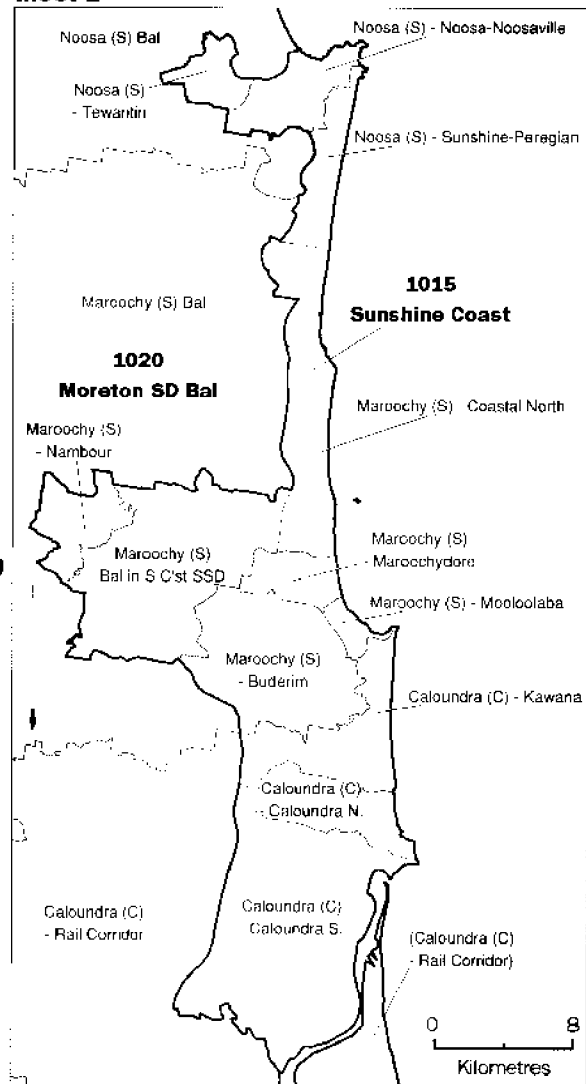 Noosa (S) Bal
Noosa (S) - Noosa-Noosaville
Noosa (S)
- Tewantin
Noosa (S) - Sunshine-Peregian
1015
Sunshine Coast
Maroochy (S) Bal
1020
Moreton SD Bal
Maroochy (S) Coastal North
Maroochy (S)
- Nambour
Maroochy (S)
Bal in S C'st SSD
Maroochy (S)
Maroochydore
Maroochy (S) - Mooloolaba
Maroochy (S)
- Buderim
Caloundra (C) - Kawana
Caloundra (C)
Caloundra N.
Caloundra (C)
- Rail Corridor
Caloundra (C)
Caloundra S.
(Caloundra (C)
- Rail Corridor)
0 8
Kilometres